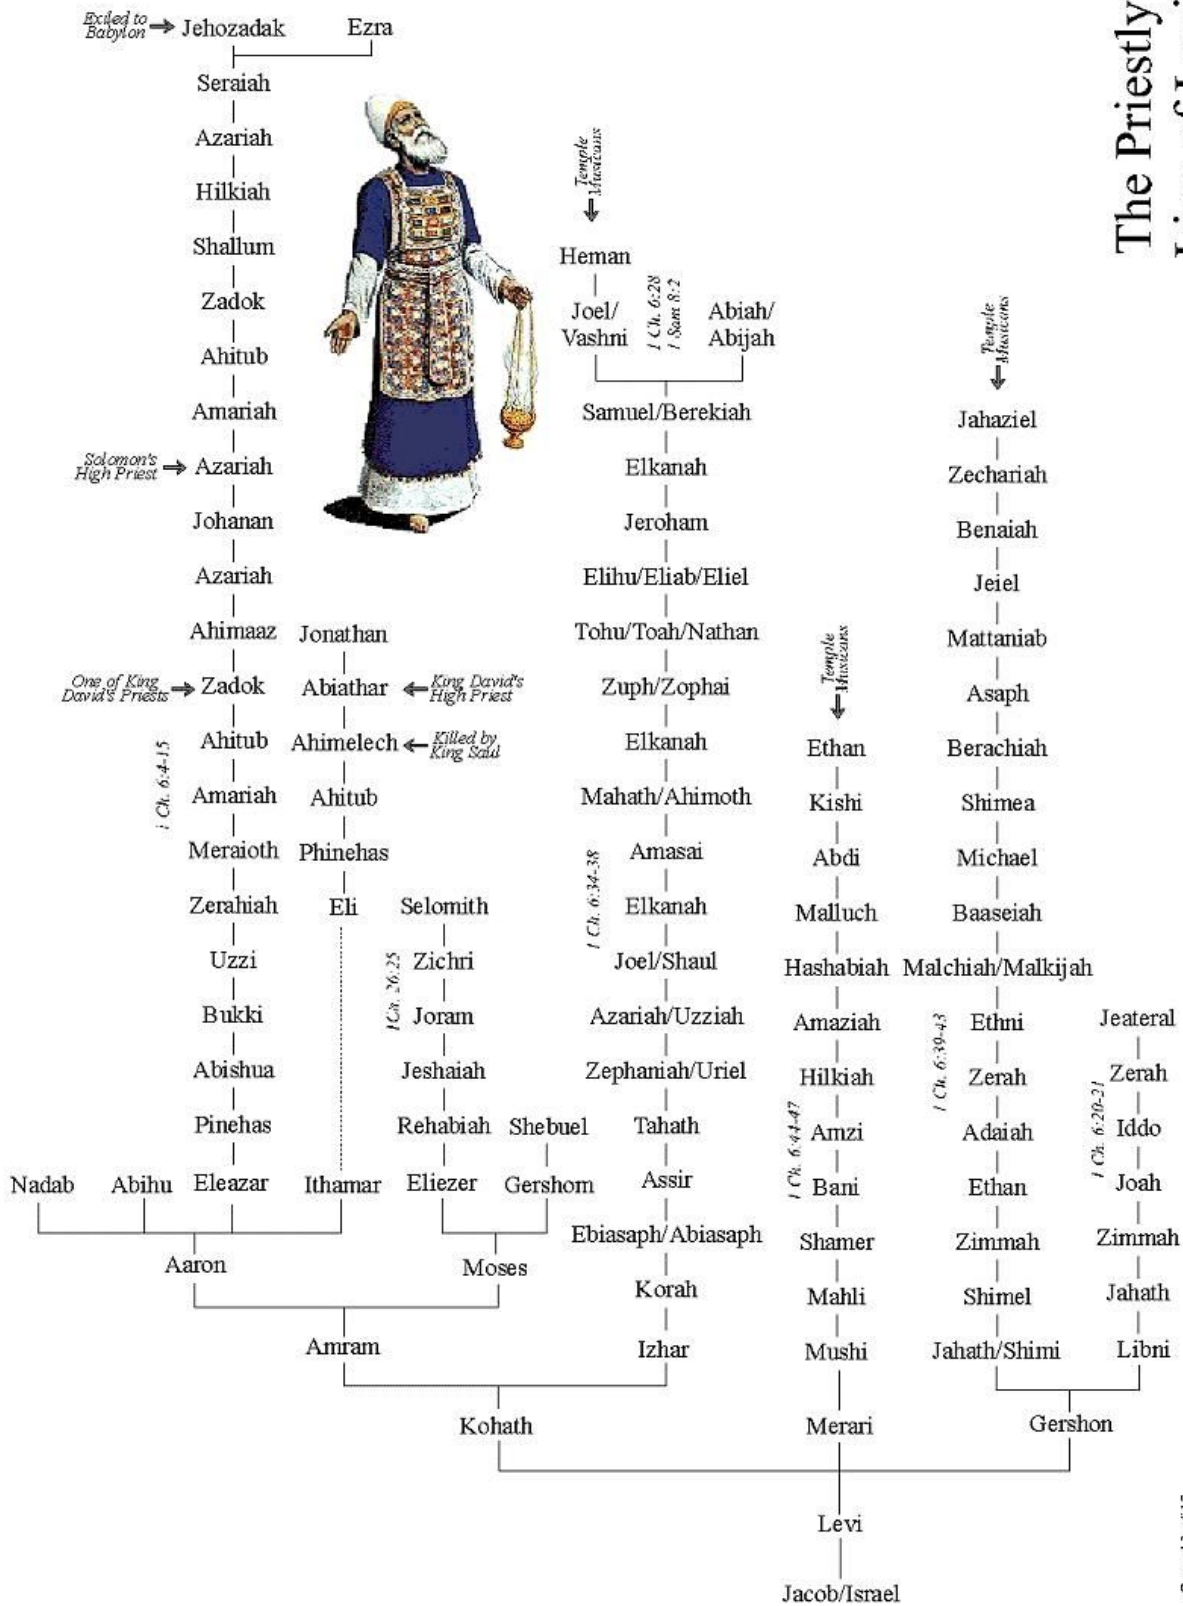 Exiled to
Babylon
Jehozadak
Ezra
Seraiah
Azariah
Hilkiah
Shallum
Zadok
Ahitub
Amariah
Solomon's
High Priest
Azariah
Johanan
Azariah
Ahimaaz
One of King
David's Priests
Zadok
Ahitub
1 Ch. 6:4-15
Amariah
Meraioth
Zerahiah
Uzzi
Bukki
Abishua
Pinehas
Nadab
Abihu
Eleazar
Jonathan
Abiathar
King David's
High Priest
Ahimelech
Killed by
King Saul
Ahitub
Phinehas
Eli
Ithamar
Aaron
Selomith
1Ch. 26:25
Zichri
Joram
Jeshaiah
Rehabiah
Eliezer
Shebuel
Gershom
Moses
Amram
Temple
Musicans
Heman
Joel/
Vashni
1 Ch. 6:28
1 Sam 8:2
Abiah/
Abijah
Samuel/Berekiah
Elkanah
Jeroham
Elihu/Eliab/Eliel
Tohu/Toah/Nathan
Zuph/Zophai
Elkanah
Mahath/Ahimoth
Amasai
1 Ch. 6:34-38
Elkanah
Joel/Shaul
Azariah/Uzziah
Zephaniah/Uriel
Tahath
Assir
Ebiasaph/Abiasaph
Korah
Izhar
Kohath
Temple
Musicans
Ethan
Kishi
Abdi
Malluch
Hashabiah
Amaziah
Hilkiah
1 Ch. 6:44-47
Amzi
Bani
Shamer
Mahli
Mushi
Merari
Temple
Musicans
Jahaziel
Zechariah
Benaiah
Jeiel
Mattaniab
Asaph
Berachiah
Shimea
Michael
Baaseiah
Malchiah/Malkijah
1 Ch. 6:39-43
Ethni
Zerah
Adaiah
Ethan
Zimmah
Shimel
Jahath/Shimi
Jeateral
Zerah
1 Ch. 6:20-21
Iddo
Joah
Zimmah
Jahath
Libni
Gershon
Levi
Jacob/Israel
The Priestly